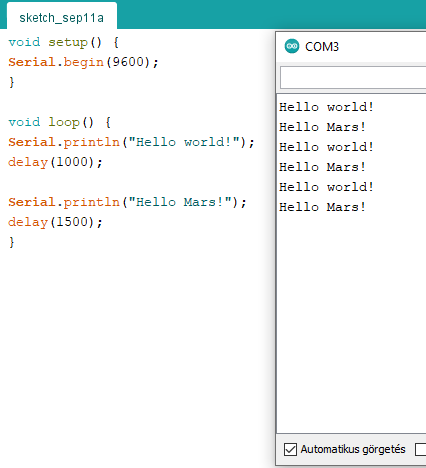 sketch_sep11a
void setup() {
Serial.begin(9600);
}
void loop() {
Serial.println("Hello world!");
delay(1000);
Serial.println("Hello Mars!");
delay(1500);
}
COM3
Hello world!
Hello Mars!
Hello world!
Hello Mars!
Hello world!
Hello Mars!
Automatikus görgetés